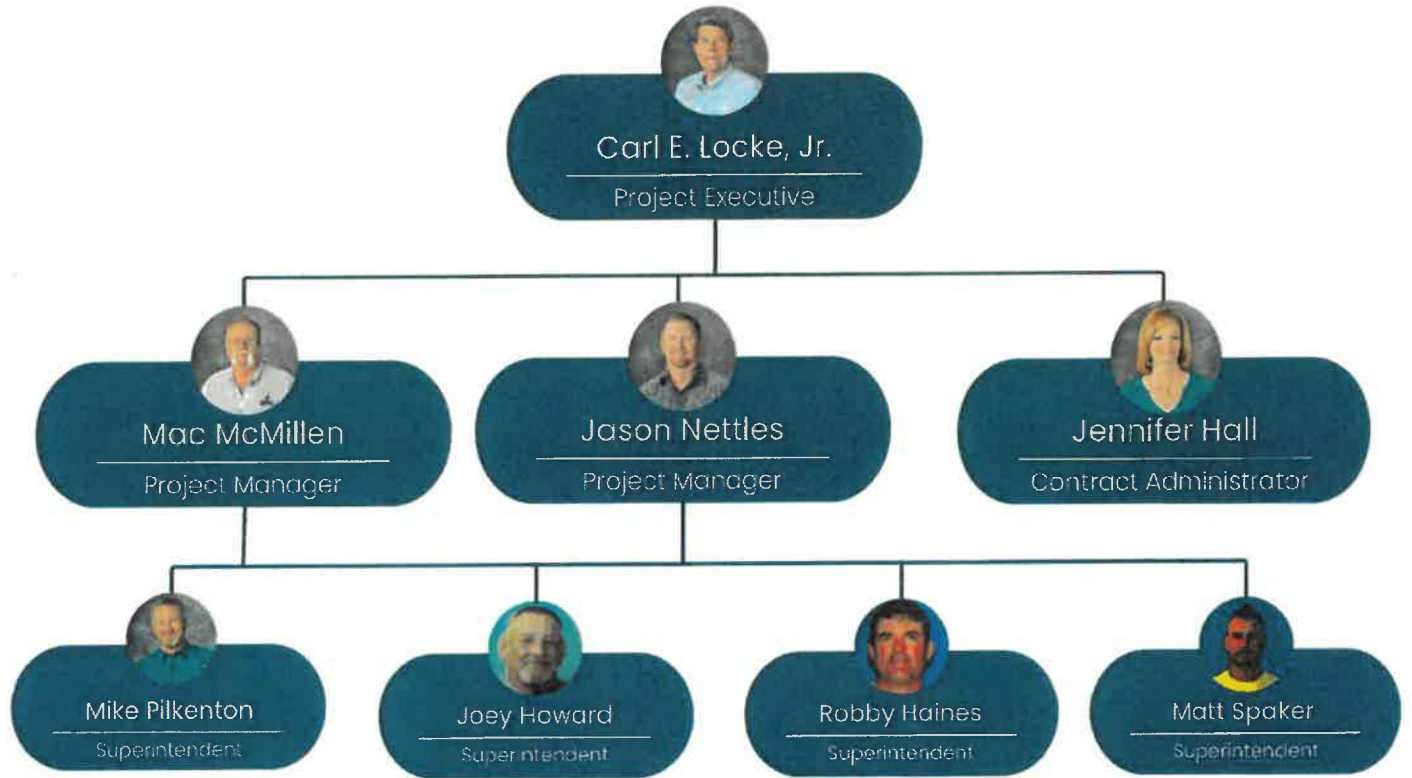 Carl E. Locke, Jr.
Project Executive
Mac McMillen
Project Manager
Jason Nettles
Project Manager
Jennifer Hall
Contract Administrator
Mike Pilkenton
Superintendent
Joey Howard
Superintendent
Robby Haines
Superintendent
Matt Spaker
Superintendent